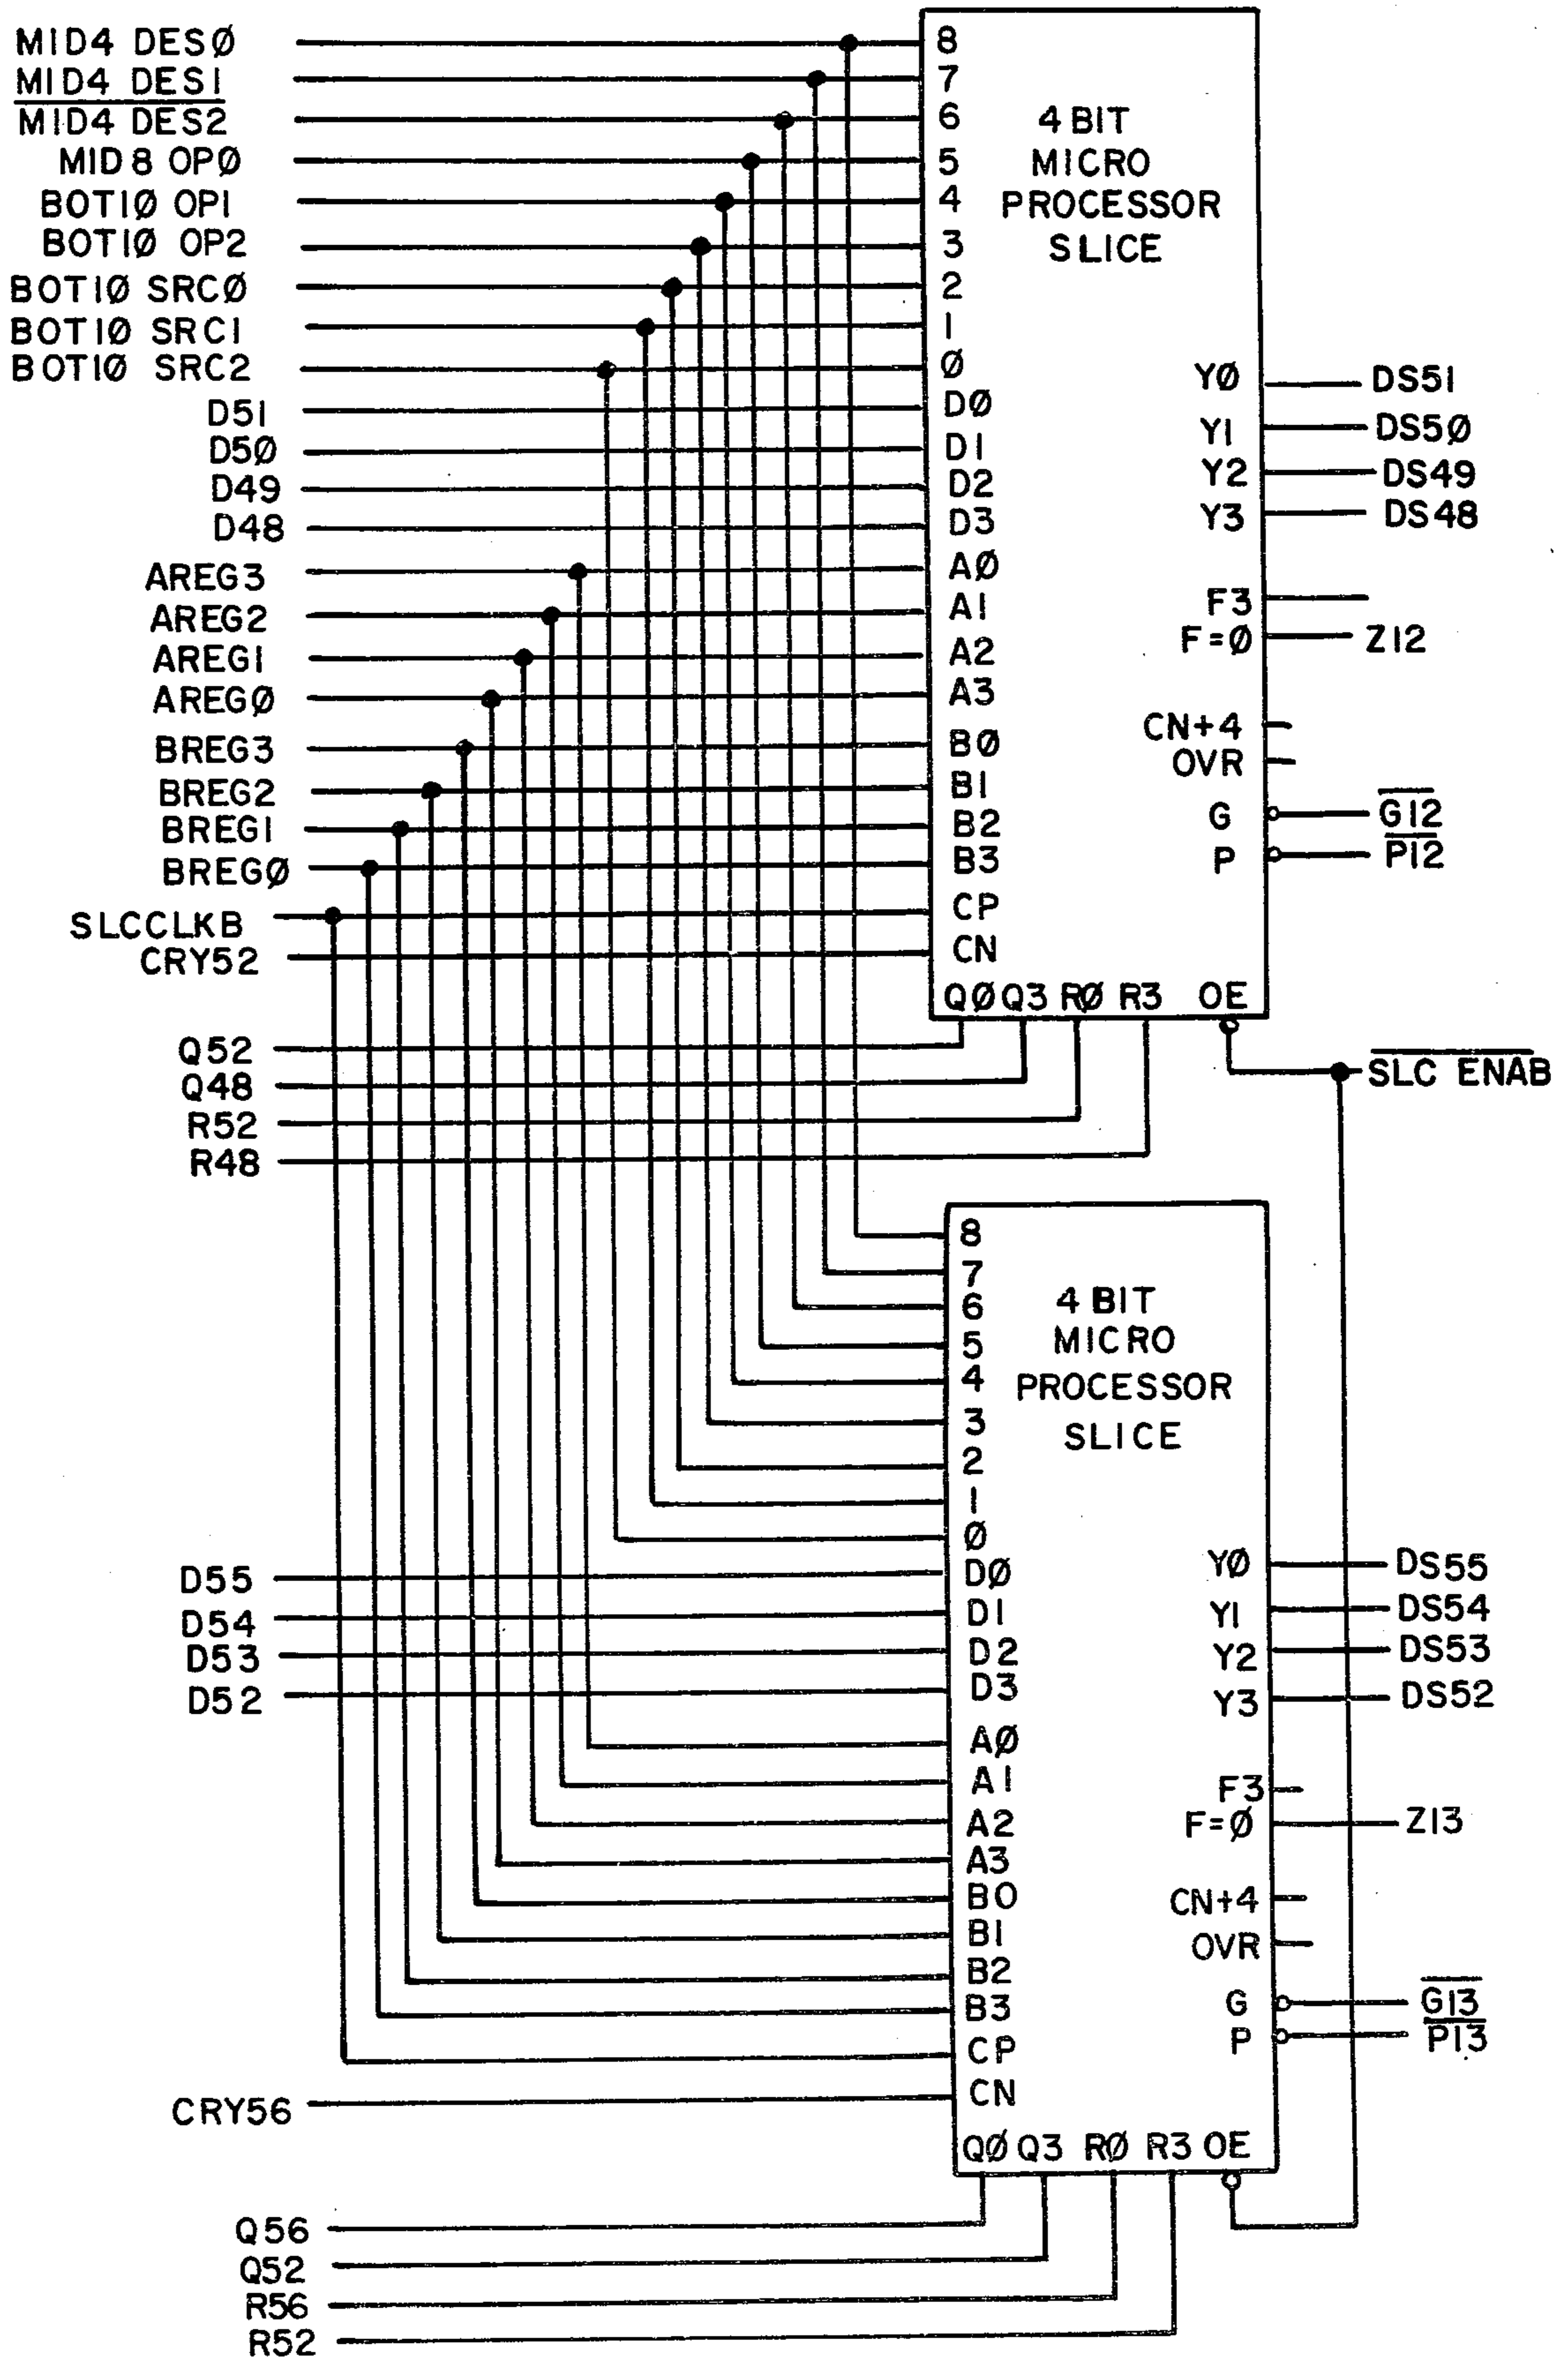 MID4 DESØ
MID4 DES1
MID4 DES2
MID8 OPØ
BOT1Ø OP1
BOT1Ø OP2
BOT1Ø SRCØ
BOT1Ø SRC1
BOT1Ø SRC2
D51
D5Ø
D49
D48
AREG3
AREG2
AREG1
AREGØ
BREG3
BREG2
BREG1
BREGØ
SLCCLKB
CRY52
Q52
Q48
R52
R48
8
7
6
5
4
3
2
1
Ø
DØ
D1
D2
D3
AØ
A1
A2
A3
BØ
B1
B2
B3
CP
CN
4 BIT
MICRO
PROCESSOR
SLICE
YØ
Y1
Y2
Y3
F3
F=Ø
CN+4
OVR
G
P
QØ Q3 RØ R3 OE
DS51
DS5Ø
DS49
DS48
Z12
G12
P12
SLC ENAB
D55
D54
D53
D52
CRY56
Q56
Q52
R56
R52
8
7
6
5
4
3
2
1
Ø
DØ
D1
D2
D3
AØ
A1
A2
A3
BO
B1
B2
B3
CP
CN
4 BIT
MICRO
PROCESSOR
SLICE
YØ
Y1
Y2
Y3
F3
F=Ø
CN+4
OVR
G
P
QØ Q3 RØ R3 OE
DS55
DS54
DS53
DS52
Z13
G13
P13